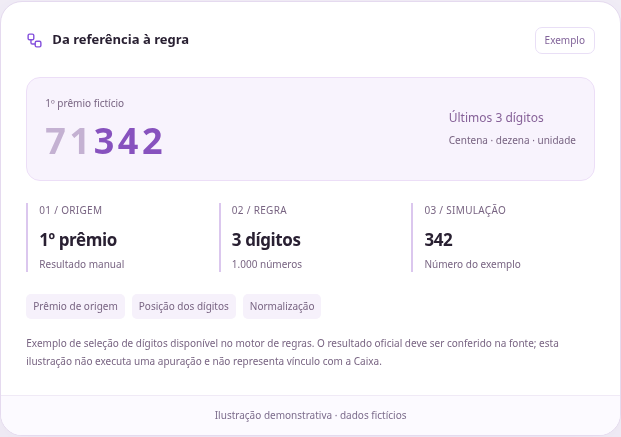 Da referência à regra
Exemplo
1º prêmio fictício
71342
Últimos 3 dígitos
Centena · dezena · unidade
01 / ORIGEM
1º prêmio
Resultado manual
02 / REGRA
3 dígitos
1.000 números
03 / SIMULAÇÃO
342
Número do exemplo
Prêmio de origem
Posição dos dígitos
Normalização
Exemplo de seleção de dígitos disponível no motor de regras. O resultado oficial deve ser conferido na fonte; esta
ilustração não executa uma apuração e não representa vínculo com a Caixa.
Ilustração demonstrativa · dados fictícios